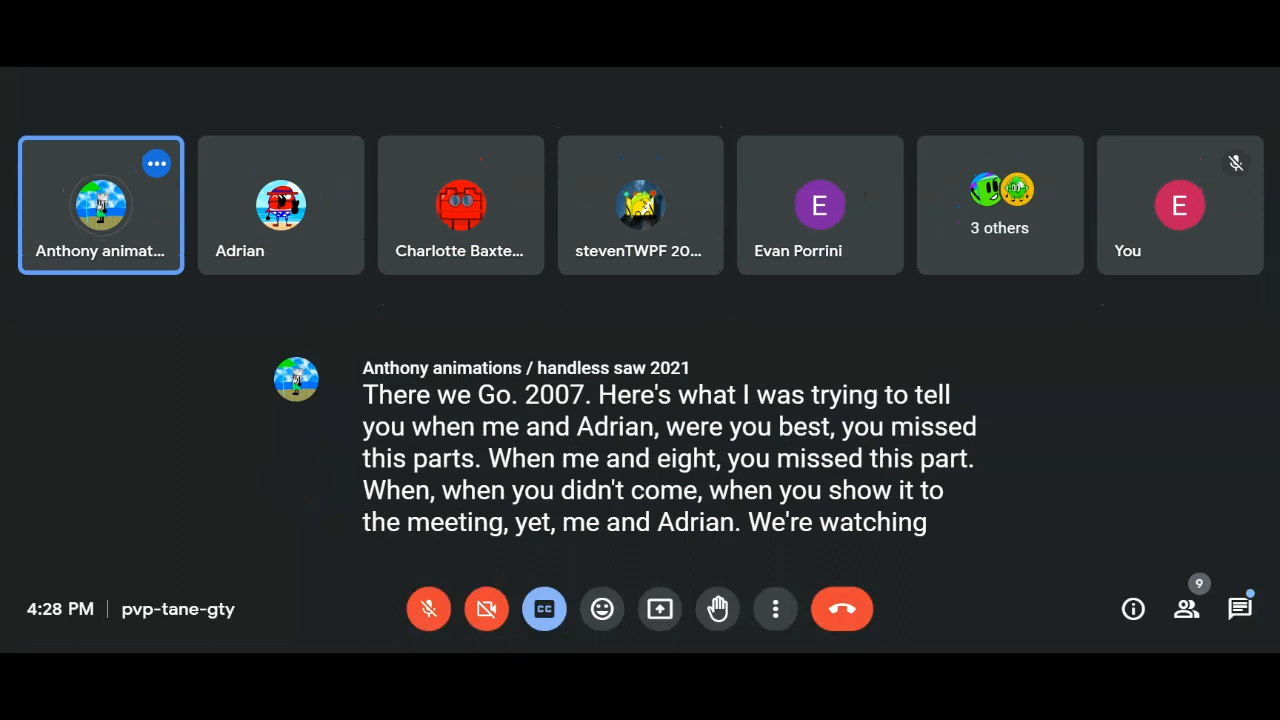 Anthony animat...
Adrian
Charlotte Baxte...
stevenTWPF 20...
E
Evan Porrini
3 others
E
You
Anthony animations / handless saw 2021
There we Go. 2007. Here's what I was trying to tell
you when me and Adrian, were you best, you missed
this parts. When me and eight, you missed this part.
When, when you didn't come, when you show it to
the meeting, yet, me and Adrian. We're watching
4:28 PM | pvp-tane-gty
CC
9